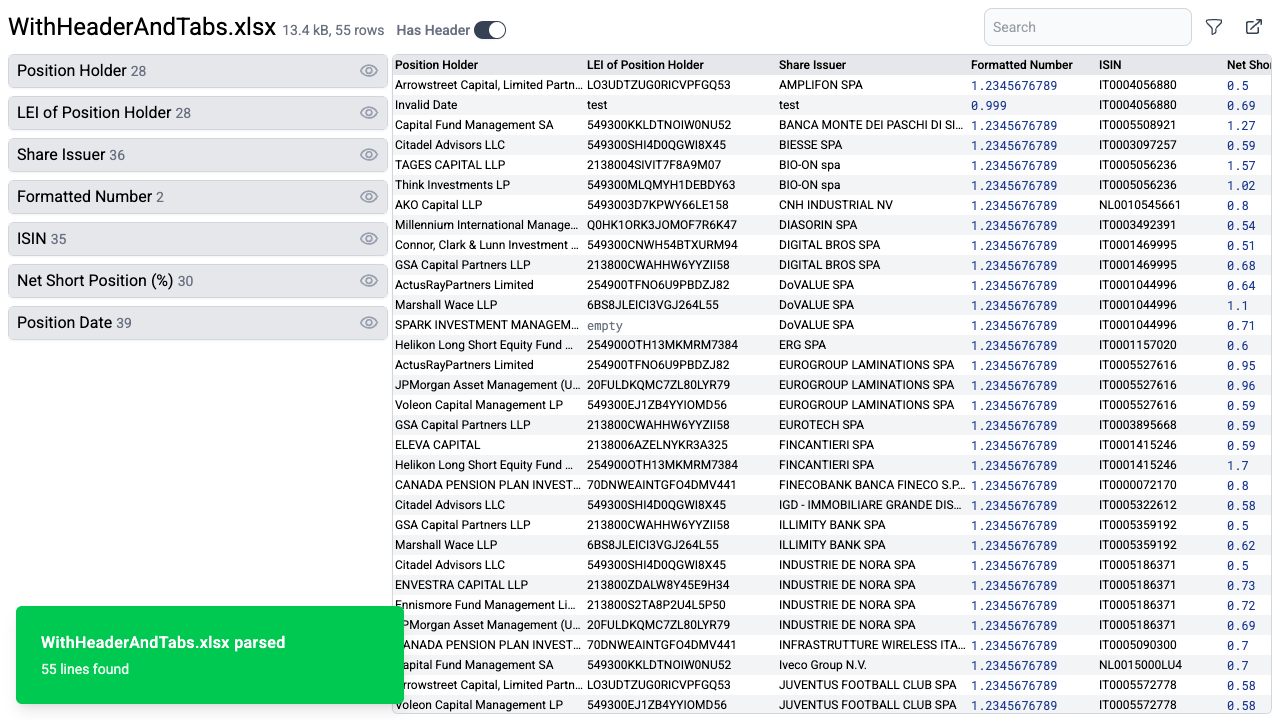 WithHeaderAndTabs.xlsx 13.4 kB, 55 rows Has Header Search
Position Holder 28
LEI of Position Holder 28
Share Issuer 36
Formatted Number 2
ISIN 35
Net Short Position (%) 30
Position Date 39
Position Holder LEI of Position Holder Share Issuer Formatted Number ISIN Net Shor
Arrowstreet Capital, Limited Partn... LO3UDTZUG0RICVPFGQ53 AMPLIFON SPA 1.2345676789 IT0004056880 0.5
Invalid Date test test 0.999 IT0004056880 0.69
Capital Fund Management SA 549300KKLDTNOIW0NU52 BANCA MONTE DEI PASCHI DI SI... 1.2345676789 IT0005508921 1.27
Citadel Advisors LLC 549300SHI4D0QGWI8X45 BIESSE SPA 1.2345676789 IT0003097257 0.59
TAGES CAPITAL LLP 2138004SIVIT7F8A9M07 BIO-ON spa 1.2345676789 IT0005056236 1.57
Think Investments LP 549300MLQMYH1DEBDY63 BIO-ON spa 1.2345676789 IT0005056236 1.02
AKO Capital LLP 5493003D7KPWY66LE158 CNH INDUSTRIAL NV 1.2345676789 NL0010545661 0.8
Millennium International Manage... Q0HK1ORK3JOMOF7R6K47 DIASORIN SPA 1.2345676789 IT0003492391 0.54
Connor, Clark & Lunn Investment ... 549300CNWH54BTXURM94 DIGITAL BROS SPA 1.2345676789 IT0001469995 0.51
GSA Capital Partners LLP 213800CWAHHW6YYZII58 DIGITAL BROS SPA 1.2345676789 IT0001469995 0.68
ActusRayPartners Limited 254900TFNO6U9PBDZJ82 DoVALUE SPA 1.2345676789 IT0001044996 0.64
Marshall Wace LLP 6BS8JLEICI3VGJ264L55 DoVALUE SPA 1.2345676789 IT0001044996 1.1
SPARK INVESTMENT MANAGEM... empty DoVALUE SPA 1.2345676789 IT0001044996 0.71
Helikon Long Short Equity Fund ... 254900OTH13MKMRM7384 ERG SPA 1.2345676789 IT0001157020 0.6
ActusRayPartners Limited 254900TFNO6U9PBDZJ82 EUROGROUP LAMINATIONS SPA 1.2345676789 IT0005527616 0.95
JPMorgan Asset Management (U... 20FULDKQMC7ZL80LYR79 EUROGROUP LAMINATIONS SPA 1.2345676789 IT0005527616 0.96
Voleon Capital Management LP 549300EJ1ZB4YYIOMD56 EUROGROUP LAMINATIONS SPA 1.2345676789 IT0005527616 0.59
GSA Capital Partners LLP 213800CWAHHW6YYZII58 EUROTECH SPA 1.2345676789 IT0003895668 0.59
ELEVA CAPITAL 2138006AZELNYKR3A325 FINCANTIERI SPA 1.2345676789 IT0001415246 0.59
Helikon Long Short Equity Fund ... 254900OTH13MKMRM7384 FINCANTIERI SPA 1.2345676789 IT0001415246 1.7
CANADA PENSION PLAN INVEST... 70DNWEAINTGFO4DMV441 FINECOBANK BANCA FINECO S.P... 1.2345676789 IT0000072170 0.8
Citadel Advisors LLC 549300SHI4D0QGWI8X45 IGD - IMMOBILIARE GRANDE DIS... 1.2345676789 IT0005322612 0.58
GSA Capital Partners LLP 213800CWAHHW6YYZII58 ILLIMITY BANK SPA 1.2345676789 IT0005359192 0.5
Marshall Wace LLP 6BS8JLEICI3VGJ264L55 ILLIMITY BANK SPA 1.2345676789 IT0005359192 0.62
Citadel Advisors LLC 549300SHI4D0QGWI8X45 INDUSTRIE DE NORA SPA 1.2345676789 IT0005186371 0.5
ENVESTRA CAPITAL LLP 213800ZDALW8Y45E9H34 INDUSTRIE DE NORA SPA 1.2345676789 IT0005186371 0.73
Ennismore Fund Management Li... 213800S2TA8P2U4L5P50 INDUSTRIE DE NORA SPA 1.2345676789 IT0005186371 0.72
PMorgan Asset Management (U... 20FULDKQMC7ZL80LYR79 INDUSTRIE DE NORA SPA 1.2345676789 IT0005186371 0.69
ANADA PENSION PLAN INVEST... 70DNWEAINTGFO4DMV441 INFRASTRUTTURE WIRELESS ITA... 1.2345676789 IT0005090300 0.7
apital Fund Management SA 549300KKLDTNOIW0NU52 Iveco Group N.V. 1.2345676789 NL0015000LU4 0.7
rrowstreet Capital, Limited Partn... LO3UDTZUG0RICVPFGQ53 JUVENTUS FOOTBALL CLUB SPA 1.2345676789 IT0005572778 0.58
Voleon Capital Management LP 549300EJ1ZB4YYIOMD56 JUVENTUS FOOTBALL CLUB SPA 1.2345676789 IT0005572778 0.58
WithHeaderAndTabs.xlsx parsed
55 lines found